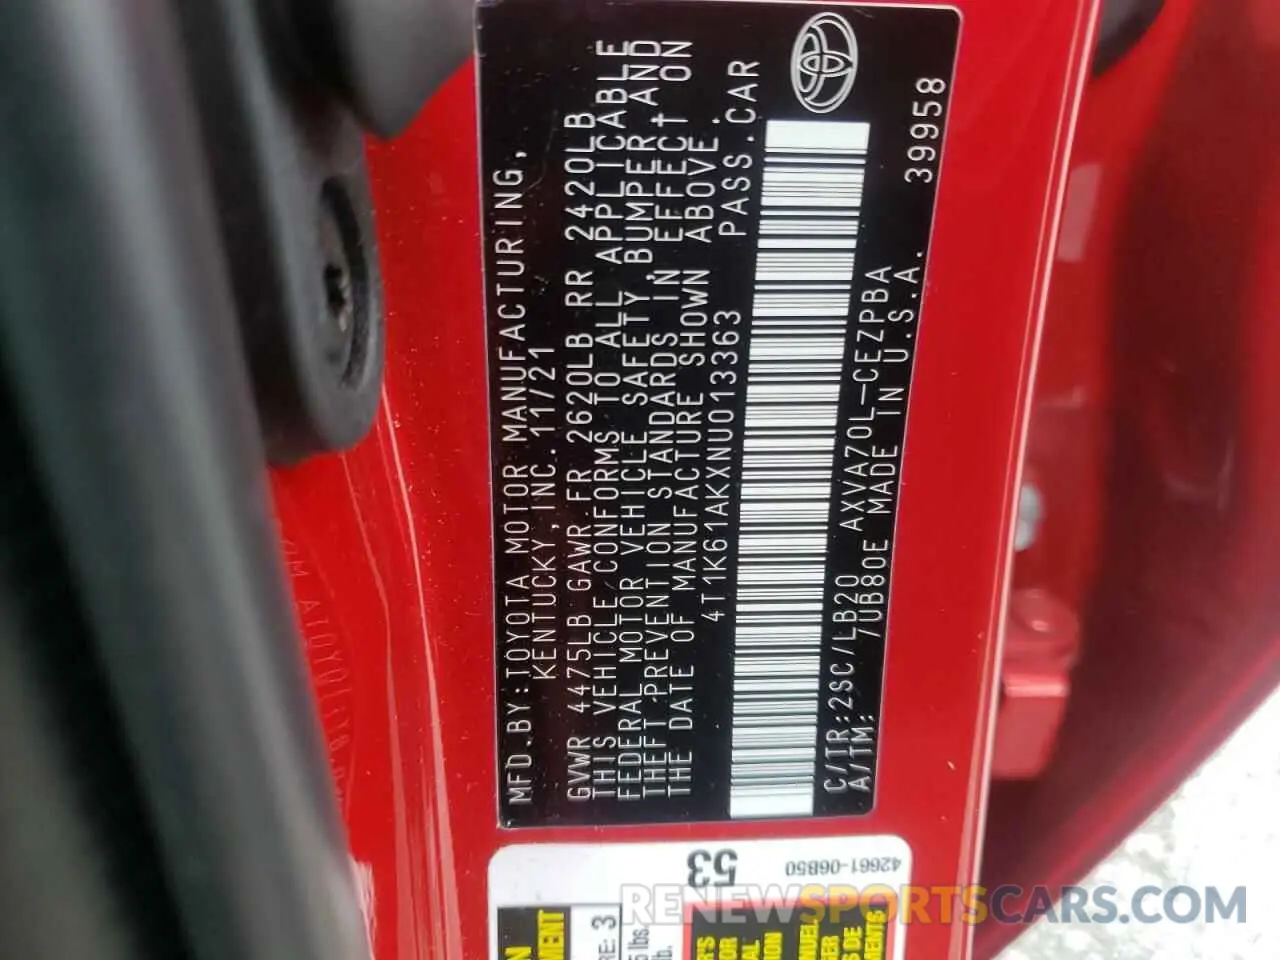 MFD.BY:TOYOTA MOTOR MANUFACTURING,
KENTUCKY,INC.11/21
GVWR 4475LB GAWR FR 2620LB RR 2420LB
THIS VEHICLE CONFORMS TO ALL APPLICABLE
FEDERAL MOTOR VEHICLE SAFETY,BUMPER,AND
THEFT PREVENTION STANDARDS IN EFFECT ON
THE DATE OF MANUFACTURE SHOWN ABOVE.
4T1K61AKXNU013363 PASS.CAR
C/TR:2SC/LB20 AXVA70L-CEZPBA
A/TM: 7UB80E MADE IN U.S.A. 39958
53
42661-06B50
RENEWSPORTSCARS.COM